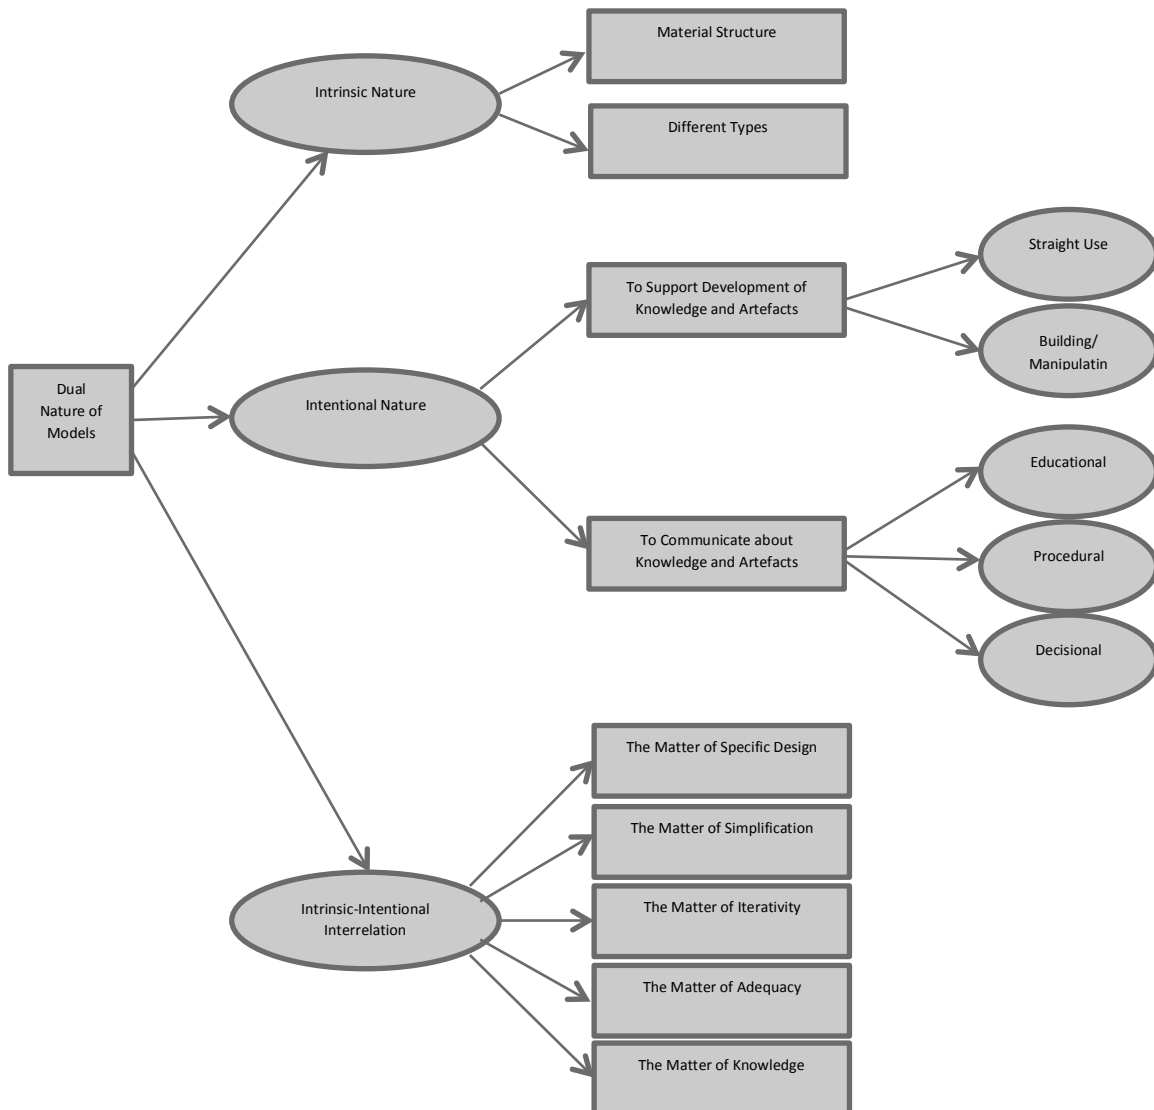 Material Structure
Intrinsic Nature
Different Types
Straight Use
To Support Development of
Knowledge and Artefacts
Building/
Manipulatin
Dual
Nature of
Models
Intentional Nature
Educational
To Communicate about
Knowledge and Artefacts
Procedural
Decisional
The Matter of Specific Design
The Matter of Simplification
Intrinsic-Intentional
Interrelation
The Matter of Iterativity
The Matter of Adequacy
The Matter of Knowledge